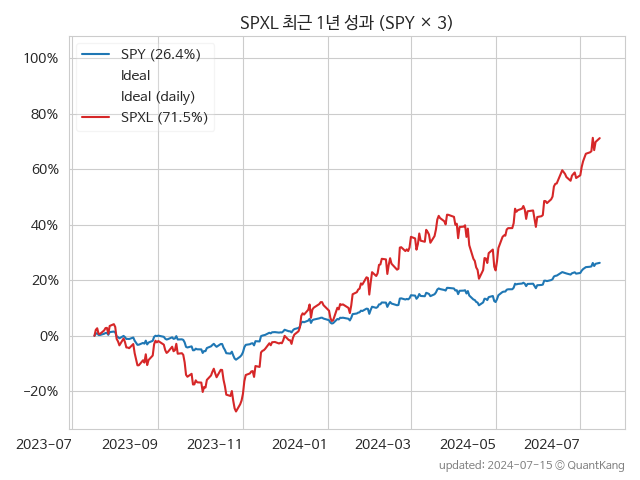 SPXL 최근 1년 성과 (SPY × 3)
SPY (26.4%)
Ideal
Ideal (daily)
SPXL (71.5%)
100%
80%
60%
40%
20%
0%
−20%
2023−07
2023−09
2023−11
2024−01
2024−03
2024−05
2024−07
updated: 2024-07-15 © QuantKang